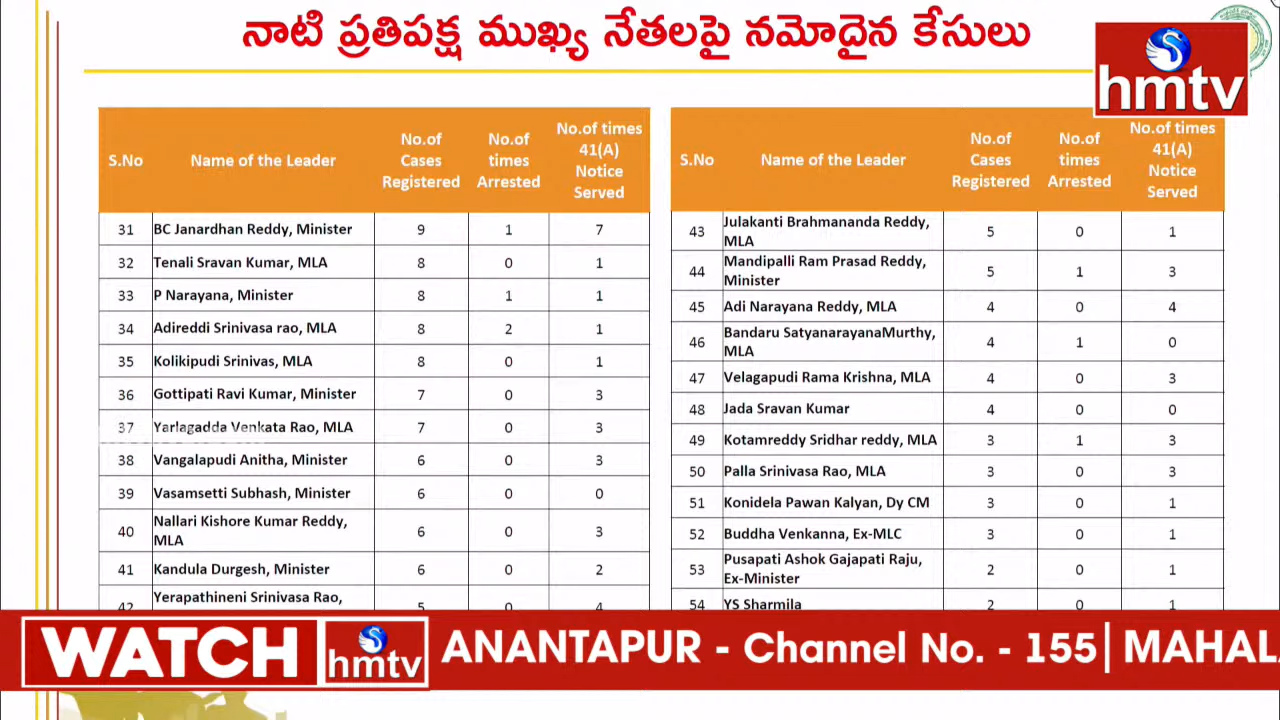 నాటి ప్రతిపక్ష ముఖ్య నేతలపై నమోదైన కేసులు
hmtv
S.No Name of the Leader No.of Cases Registered No.of times Arrested No.of times 41(A) Notice Served
31 BC Janardhan Reddy, Minister 9 1 7
32 Tenali Sravan Kumar, MLA 8 0 1
33 P Narayana, Minister 8 1 1
34 Adireddi Srinivasa rao, MLA 8 2 1
35 Kolikipudi Srinivas, MLA 8 0 1
36 Gottipati Ravi Kumar, Minister 7 0 3
37 Yarlagadda Venkata Rao, MLA 7 0 3
38 Vangalapudi Anitha, Minister 6 0 3
39 Vasamsetti Subhash, Minister 6 0 0
40 Nallari Kishore Kumar Reddy, MLA 6 0 3
41 Kandula Durgesh, Minister 6 0 2
42 Yerapathineni Srinivasa Rao, 5 0 4
S.No Name of the Leader No.of Cases Registered No.of times Arrested No.of times 41(A) Notice Served
43 Julakanti Brahmananda Reddy, MLA 5 0 1
44 Mandipalli Ram Prasad Reddy, Minister 5 1 3
45 Adi Narayana Reddy, MLA 4 0 4
46 Bandaru SatyanarayanaMurthy, MLA 4 1 0
47 Velagapudi Rama Krishna, MLA 4 0 3
48 Jada Sravan Kumar 4 0 0
49 Kotamreddy Sridhar reddy, MLA 3 1 3
50 Palla Srinivasa Rao, MLA 3 0 3
51 Konidela Pawan Kalyan, Dy CM 3 0 1
52 Buddha Venkanna, Ex-MLC 3 0 1
53 Pusapati Ashok Gajapati Raju, Ex-Minister 2 0 1
54 YS Sharmila 2 0 1
WATCH hmtv ANANTAPUR - Channel No. - 155| MAHAL